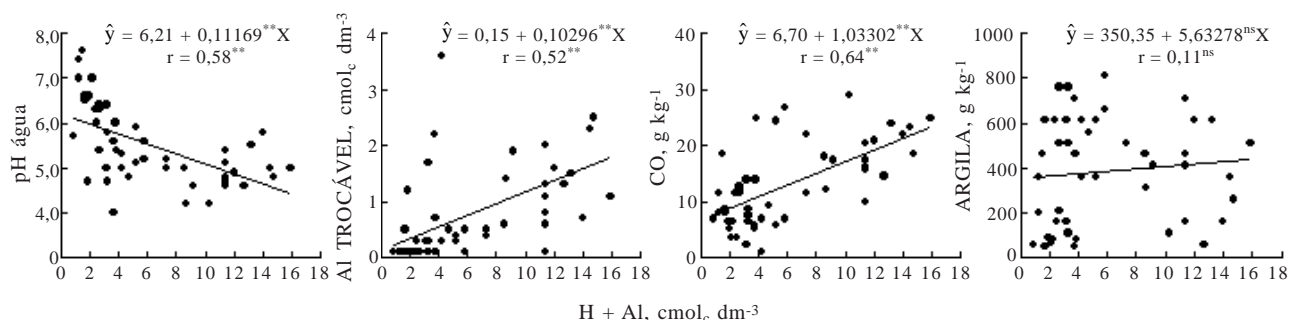 ŷ = 6,21 + 0,11169**X
r = 0,58**
8,0
7,0
6,0
5,0
4,0
0
pH água
0 2 4 6 8 10 12 14 16 18
ŷ = 0,15 + 0,10296**X
r = 0,52**
4
3
2
1
0
Al TROCÁVEL, cmolc dm-3
0 2 4 6 8 10 12 14 16 18
ŷ = 6,70 + 1,03302**X
r = 0,64**
40
30
20
10
0
CO, g kg-1
0 2 4 6 8 10 12 14 16 18
ŷ = 350,35 + 5,63278nsX
r = 0,11ns
1000
800
600
400
200
0
ARGILA, g kg-1
0 2 4 6 8 10 12 14 16 18
H + Al, cmolc dm-3